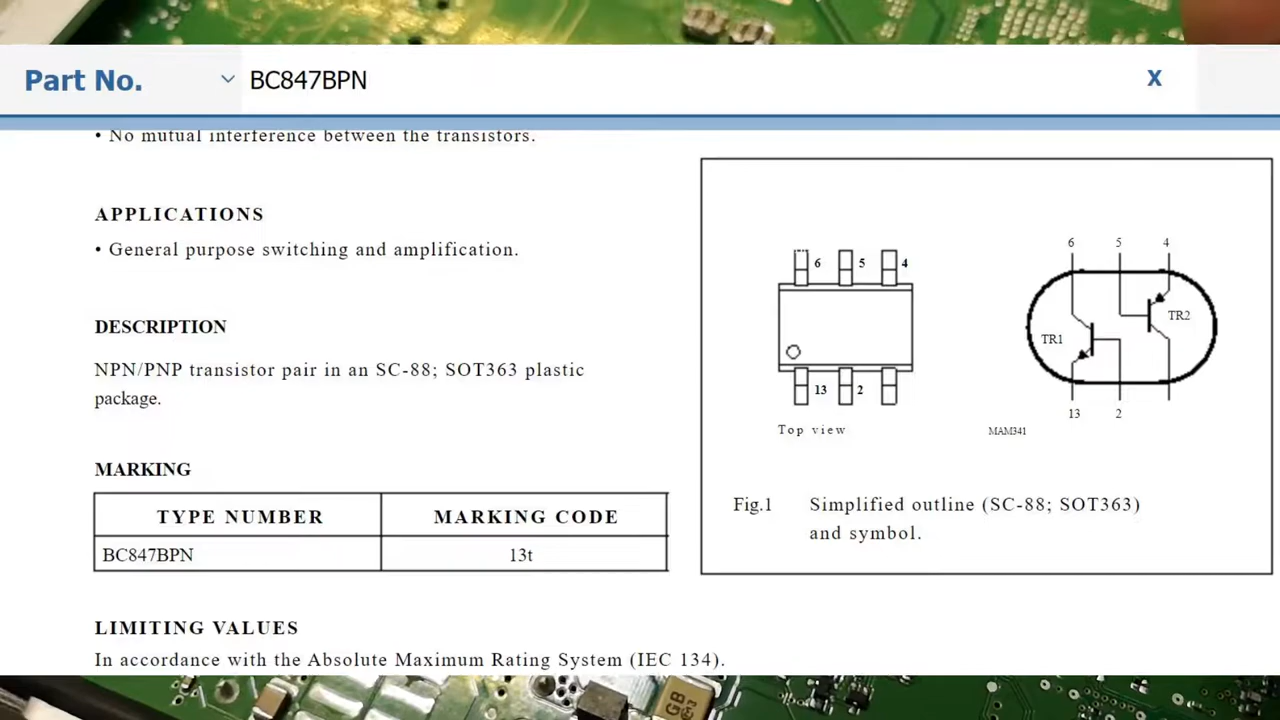 Part No.
BC847BPN
X
• No mutual interference between the transistors.
APPLICATIONS
• General purpose switching and amplification.
DESCRIPTION
NPN/PNP transistor pair in an SC-88; SOT363 plastic
package.
MARKING
TYPE NUMBER MARKING CODE
BC847BPN 13t
LIMITING VALUES
In accordance with the Absolute Maximum Rating System (IEC 134).
6 5 4
13 2
Top view
6 5 4
TR1
TR2
13 2
MAM341
Fig.1 Simplified outline (SC-88; SOT363)
and symbol.
GB